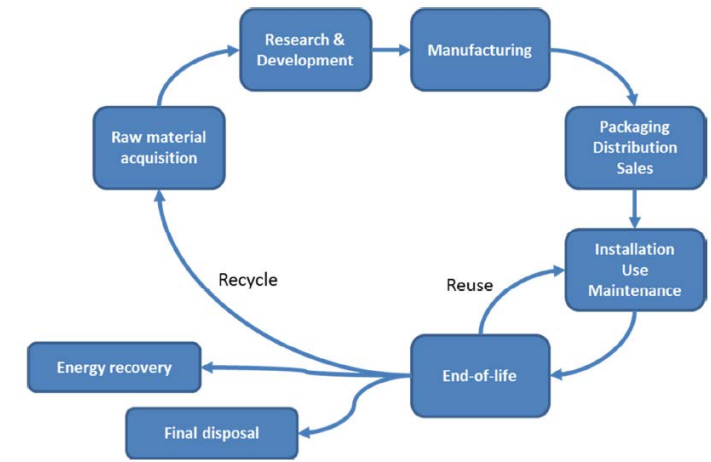 Research &
Development
Manufacturing
Raw material
acquisition
Packaging
Distribution
Sales
Installation
Use
Maintenance
Recycle
Reuse
Energy recovery
End-of-life
Final disposal